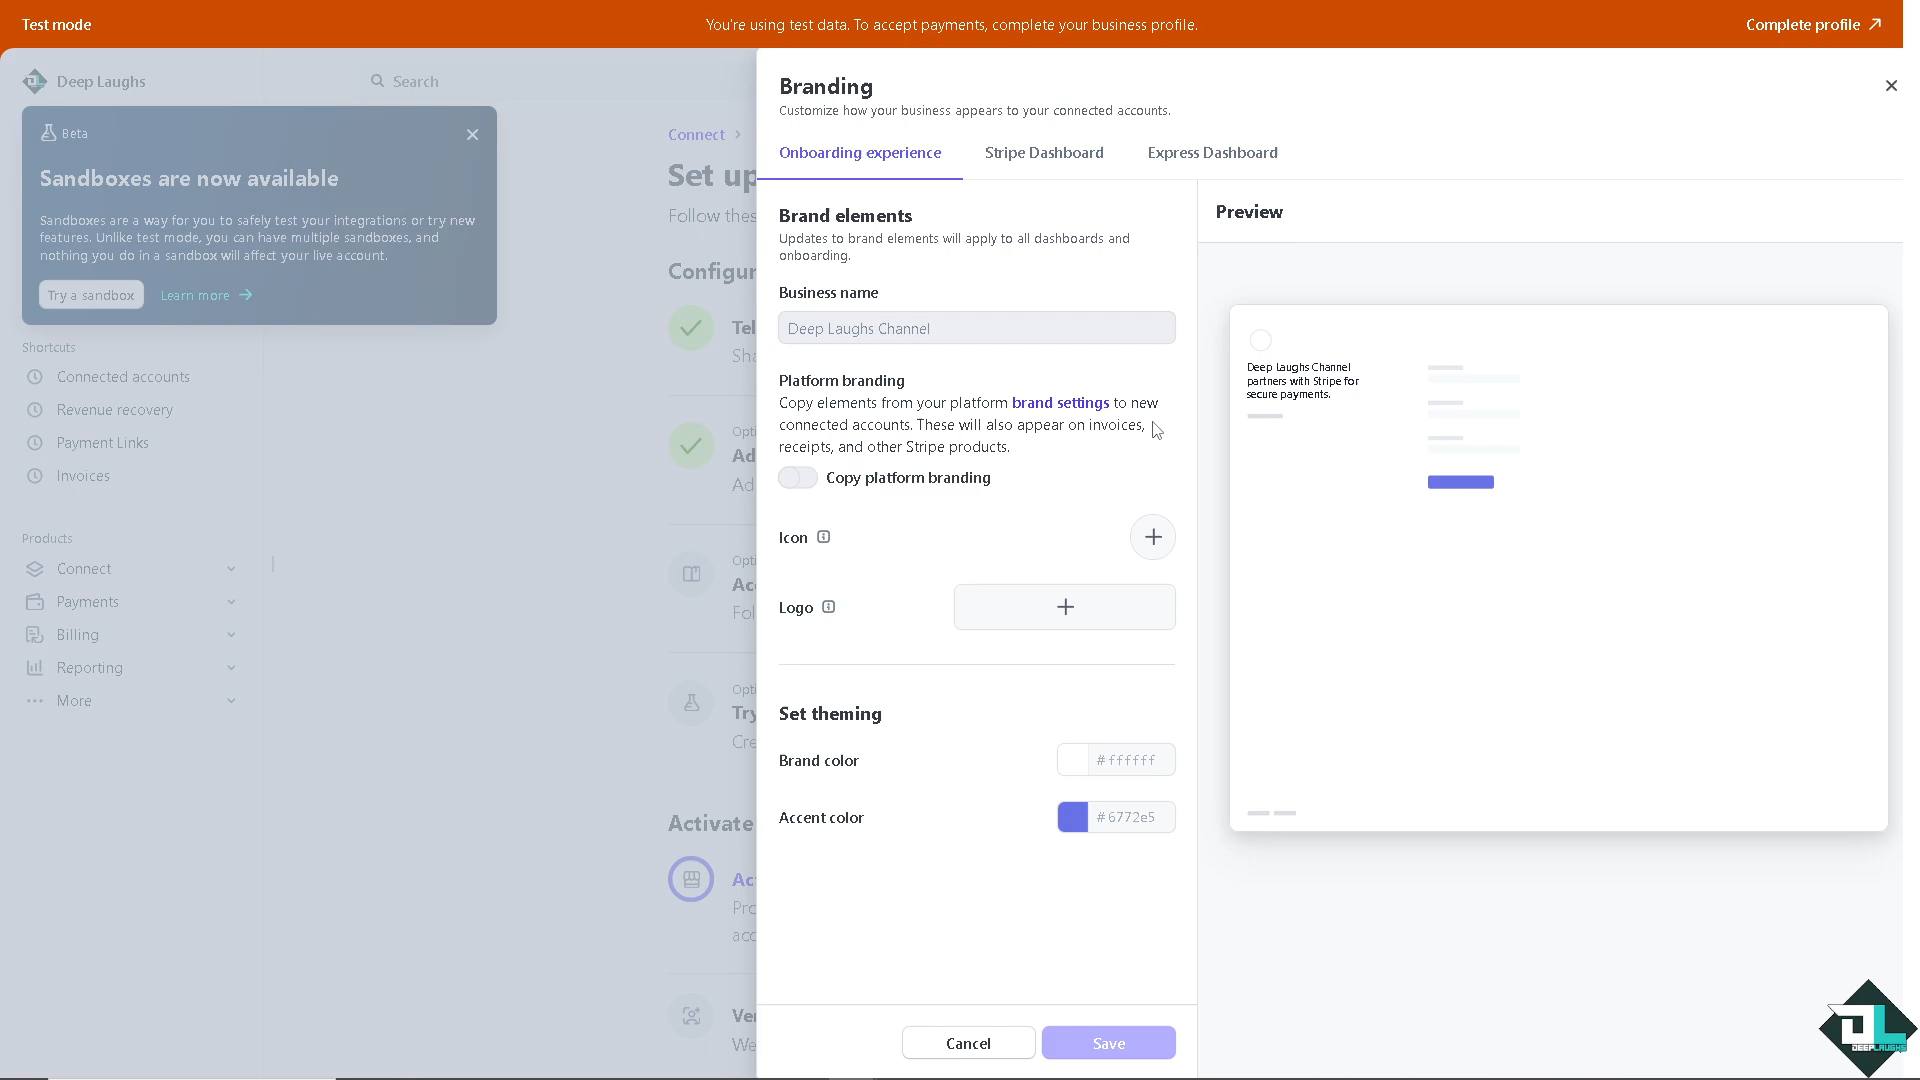 Test mode
You're using test data. To accept payments, complete your business profile.
Complete profile
Deep Laughs
Search
Beta
Sandboxes are now available
Sandboxes are a way for you to safely test your integrations or try new
features. Unlike test mode, you can have multiple sandboxes, and
nothing you do in a sandbox will affect your live account.
Try a sandbox
Learn more
Shortcuts
Connected accounts
Revenue recovery
Payment Links
Invoices
Products
Connect
Payments
Billing
Reporting
More
Connect
Set up
Follow thes
Configur
Tel
Sha
Opti
Ad
Ad
Opti
Ac
Fol
Opti
Try
Cre
Activate
Ac
Pro
acc
Ver
We
Branding
Customize how your business appears to your connected accounts.
Onboarding experience
Stripe Dashboard
Express Dashboard
Brand elements
Updates to brand elements will apply to all dashboards and
onboarding.
Business name
Deep Laughs Channel
Platform branding
Copy elements from your platform brand settings to new
connected accounts. These will also appear on invoices,
receipts, and other Stripe products.
Copy platform branding
Icon
Logo
Set theming
Brand color
#ffffff
Accent color
#6772e5
Cancel
Save
Preview
Deep Laughs Channel
partners with Stripe for
secure payments.
DEEPLAUGHS